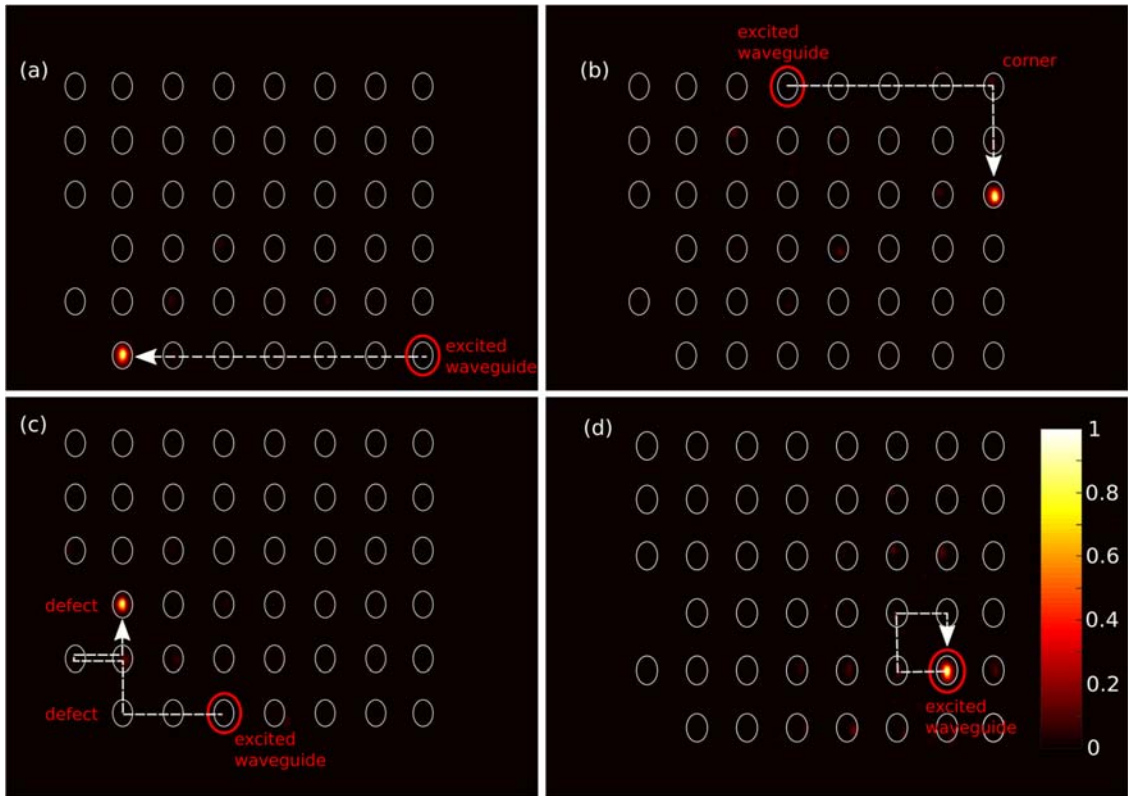 (a)
excited
waveguide
(b)
excited
waveguide
corner
(c)
defect
defect
excited
waveguide
(d)
excited
waveguide
1
0.8
0.6
0.4
0.2
0